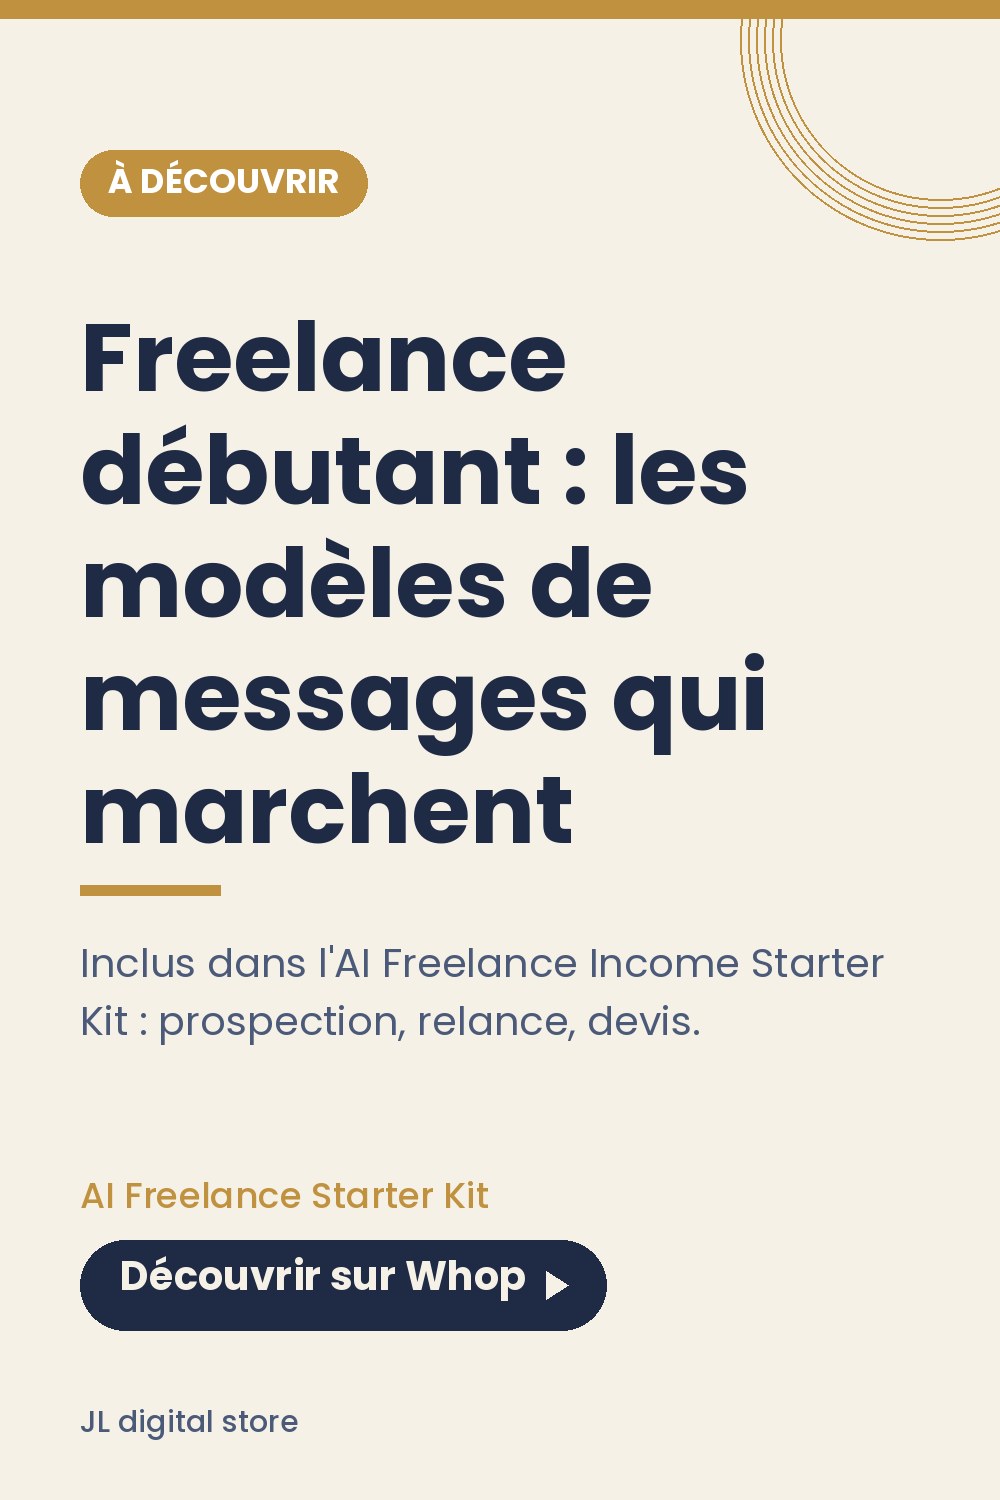 À DÉCOUVRIR
Freelance
débutant : les
modèles de
messages qui
marchent
Inclus dans l'AI Freelance Income Starter
Kit : prospection, relance, devis.
AI Freelance Starter Kit
Découvrir sur Whop
JL digital store